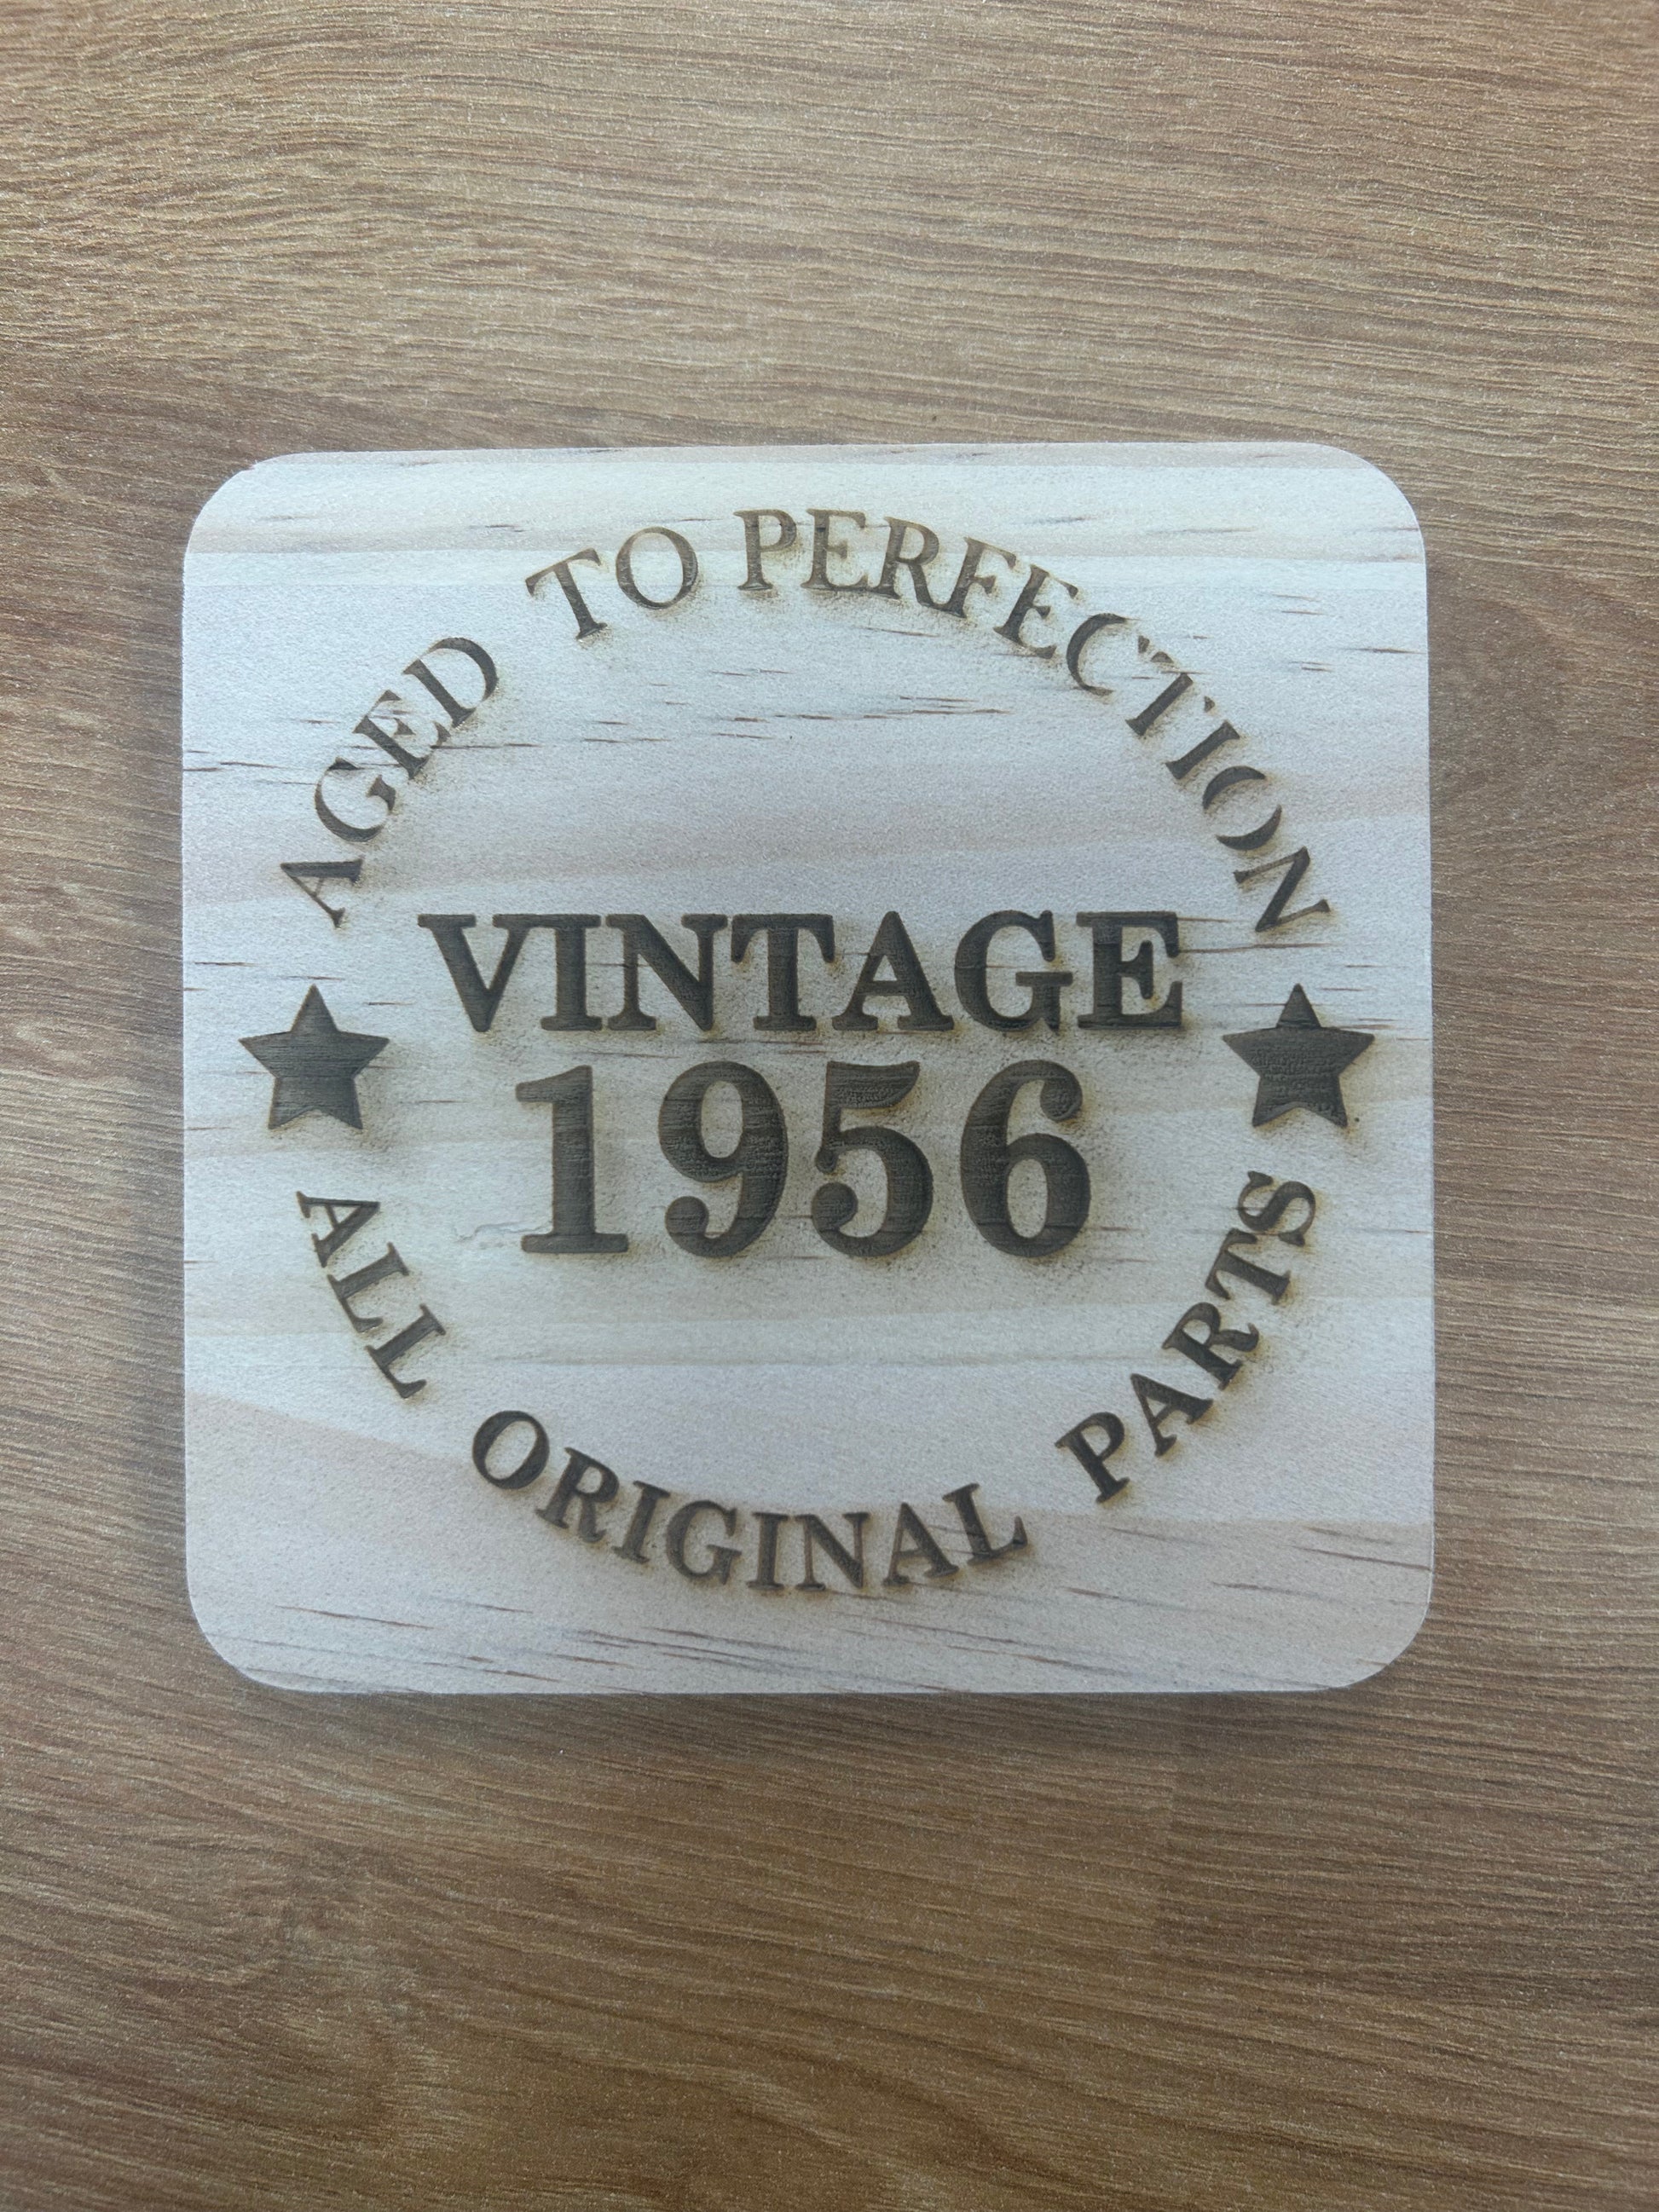 AGED TO PERFECTION
VINTAGE
1956
ALL ORIGINAL PARTS